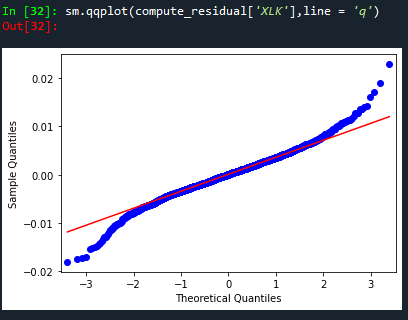 In [32]: sm.qqplot(compute_residual['XLK'],line = 'q')
Out[32]:
0.02
0.01
0.00
−0.01
−0.02
Sample Quantiles
−3 −2 −1 0 1 2 3
Theoretical Quantiles